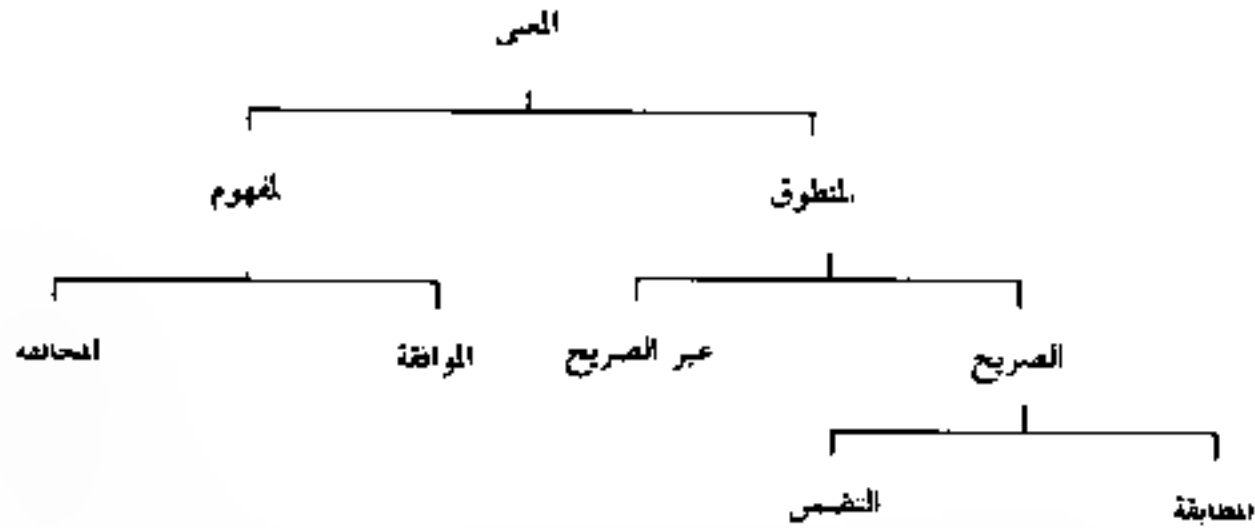 المعنى
المنطوق المفهوم
الصريح غير الصريح الموافقة المخالفة
المطابقة التضمن